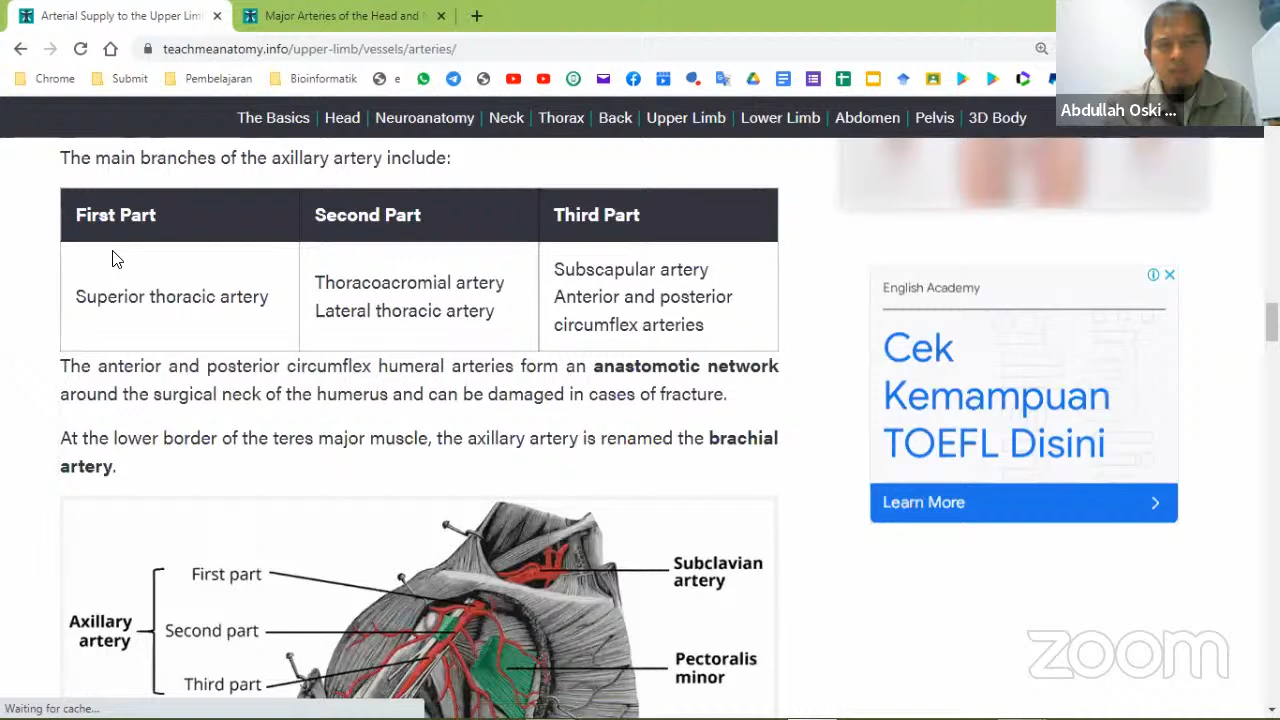 Arterial Supply to the Upper Lim
Major Arteries of the Head and
teachmeanatomy.info/upper-limb/vessels/arteries/
Chrome
Submit
Pembelajaran
Bioinformatik
e
Abdullah Oski ...
The Basics | Head | Neuroanatomy | Neck | Thorax | Back | Upper Limb | Lower Limb | Abdomen | Pelvis | 3D Body
The main branches of the axillary artery include:
First Part
Second Part
Third Part
Superior thoracic artery
Thoracoacromial artery
Lateral thoracic artery
Subscapular artery
Anterior and posterior
circumflex arteries
The anterior and posterior circumflex humeral arteries form an anastomotic network
around the surgical neck of the humerus and can be damaged in cases of fracture.
At the lower border of the teres major muscle, the axillary artery is renamed the brachial
artery.
English Academy
Cek
Kemampuan
TOEFL Disini
Learn More
Axillary
artery
First part
Second part
Third part
Subclavian
artery
Pectoralis
minor
zoom
Waiting for cache...